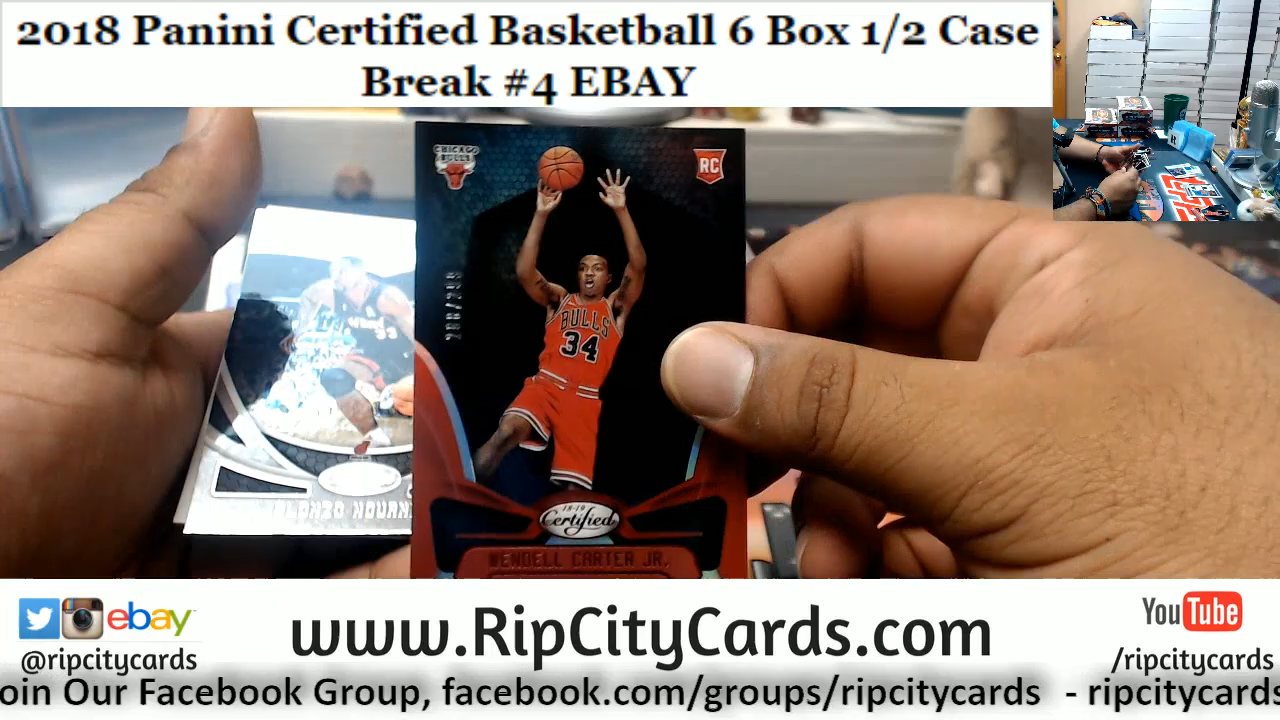 2018 Panini Certified Basketball 6 Box 1/2 Case
Break #4 EBAY
CHICAGO
BULLS
RC
BULLS
34
33
18-19
Certified
WENDELL CARTER JR.
ebay
@ripcitycards
www.RipCityCards.com
YouTube
/ripcitycards
oin Our Facebook Group, facebook.com/groups/ripcitycards - ripcitycards